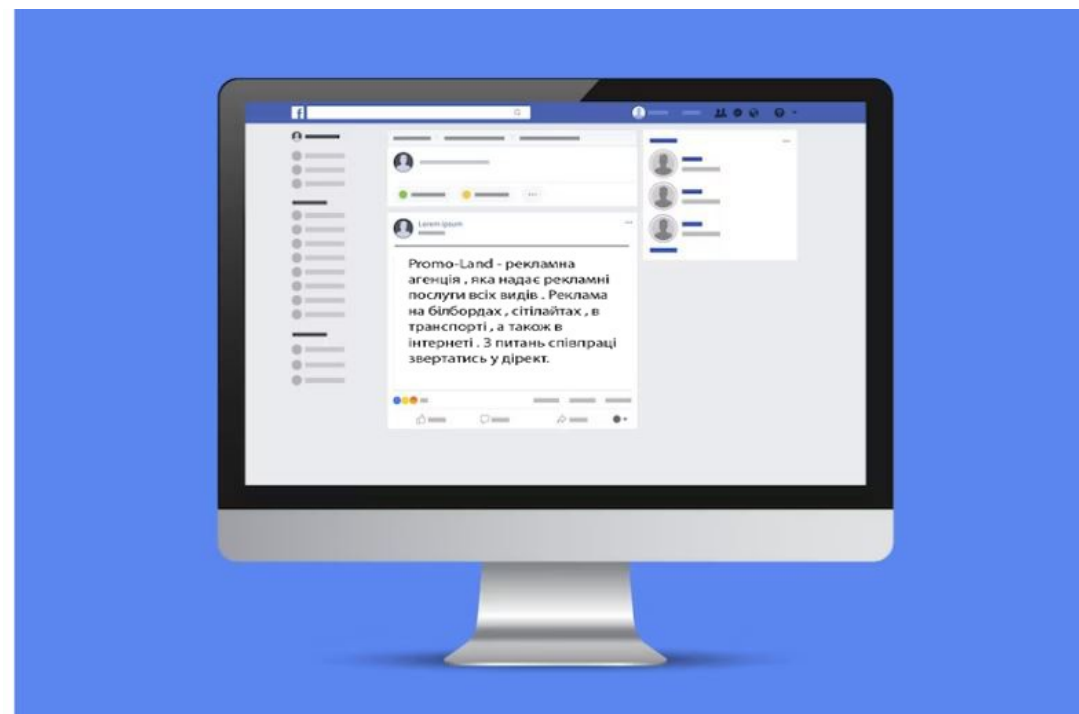 f
Lorem ipsum
Promo-Land - рекламна
агенція , яка надає рекламні
послуги всіх видів . Реклама
на білбордах , сітілайтах , в
транспорті , а також в
інтернеті . З питань співпраці
звертатись у дірект.